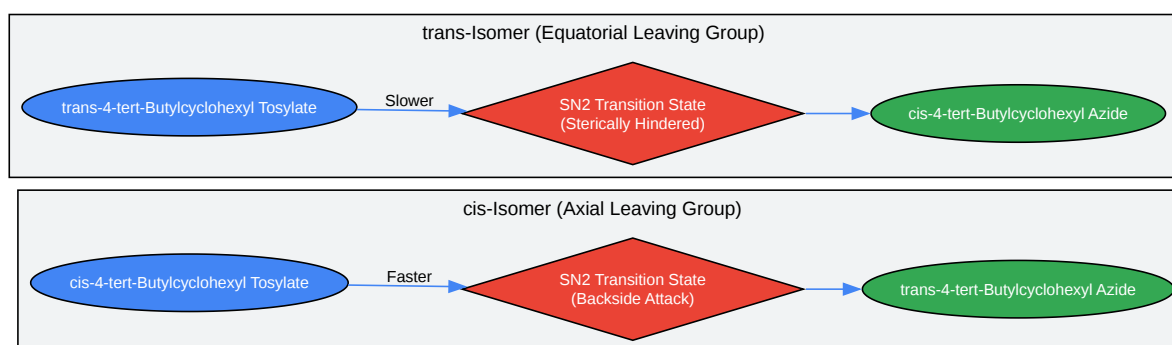 trans-Isomer (Equatorial Leaving Group)
trans-4-tert-Butylcyclohexyl Tosylate
Slower
SN2 Transition State
(Sterically Hindered)
cis-4-tert-Butylcyclohexyl Azide
cis-Isomer (Axial Leaving Group)
cis-4-tert-Butylcyclohexyl Tosylate
Faster
SN2 Transition State
(Backside Attack)
trans-4-tert-Butylcyclohexyl Azide